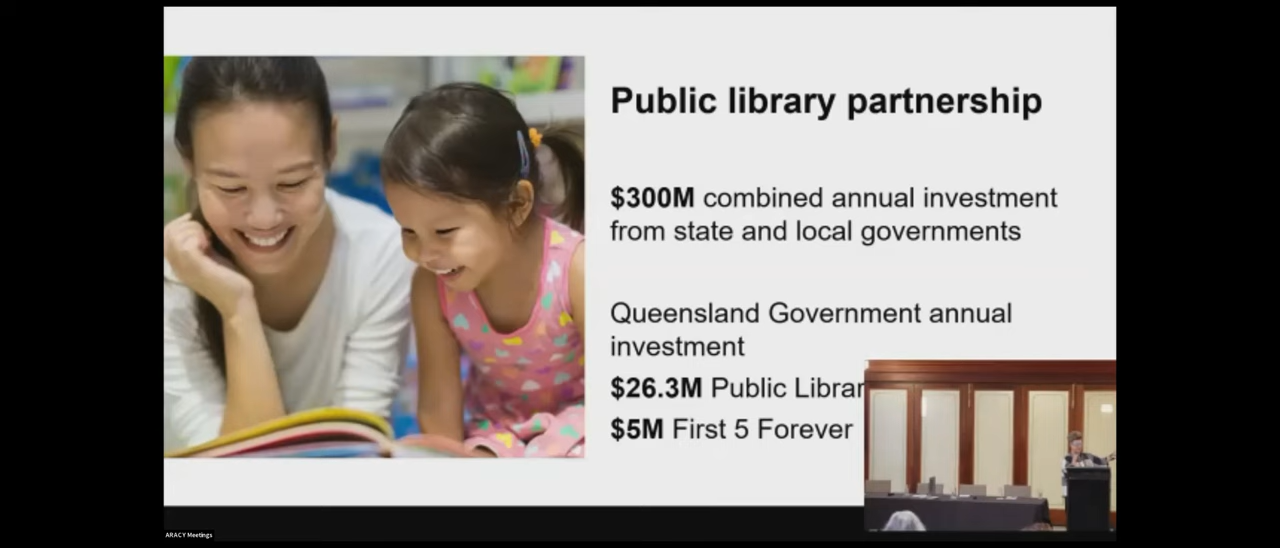 Public library partnership
$300M combined annual investment
from state and local governments
Queensland Government annual
investment
$26.3M Public
$5M First 5 Forever
ARACY Meetings